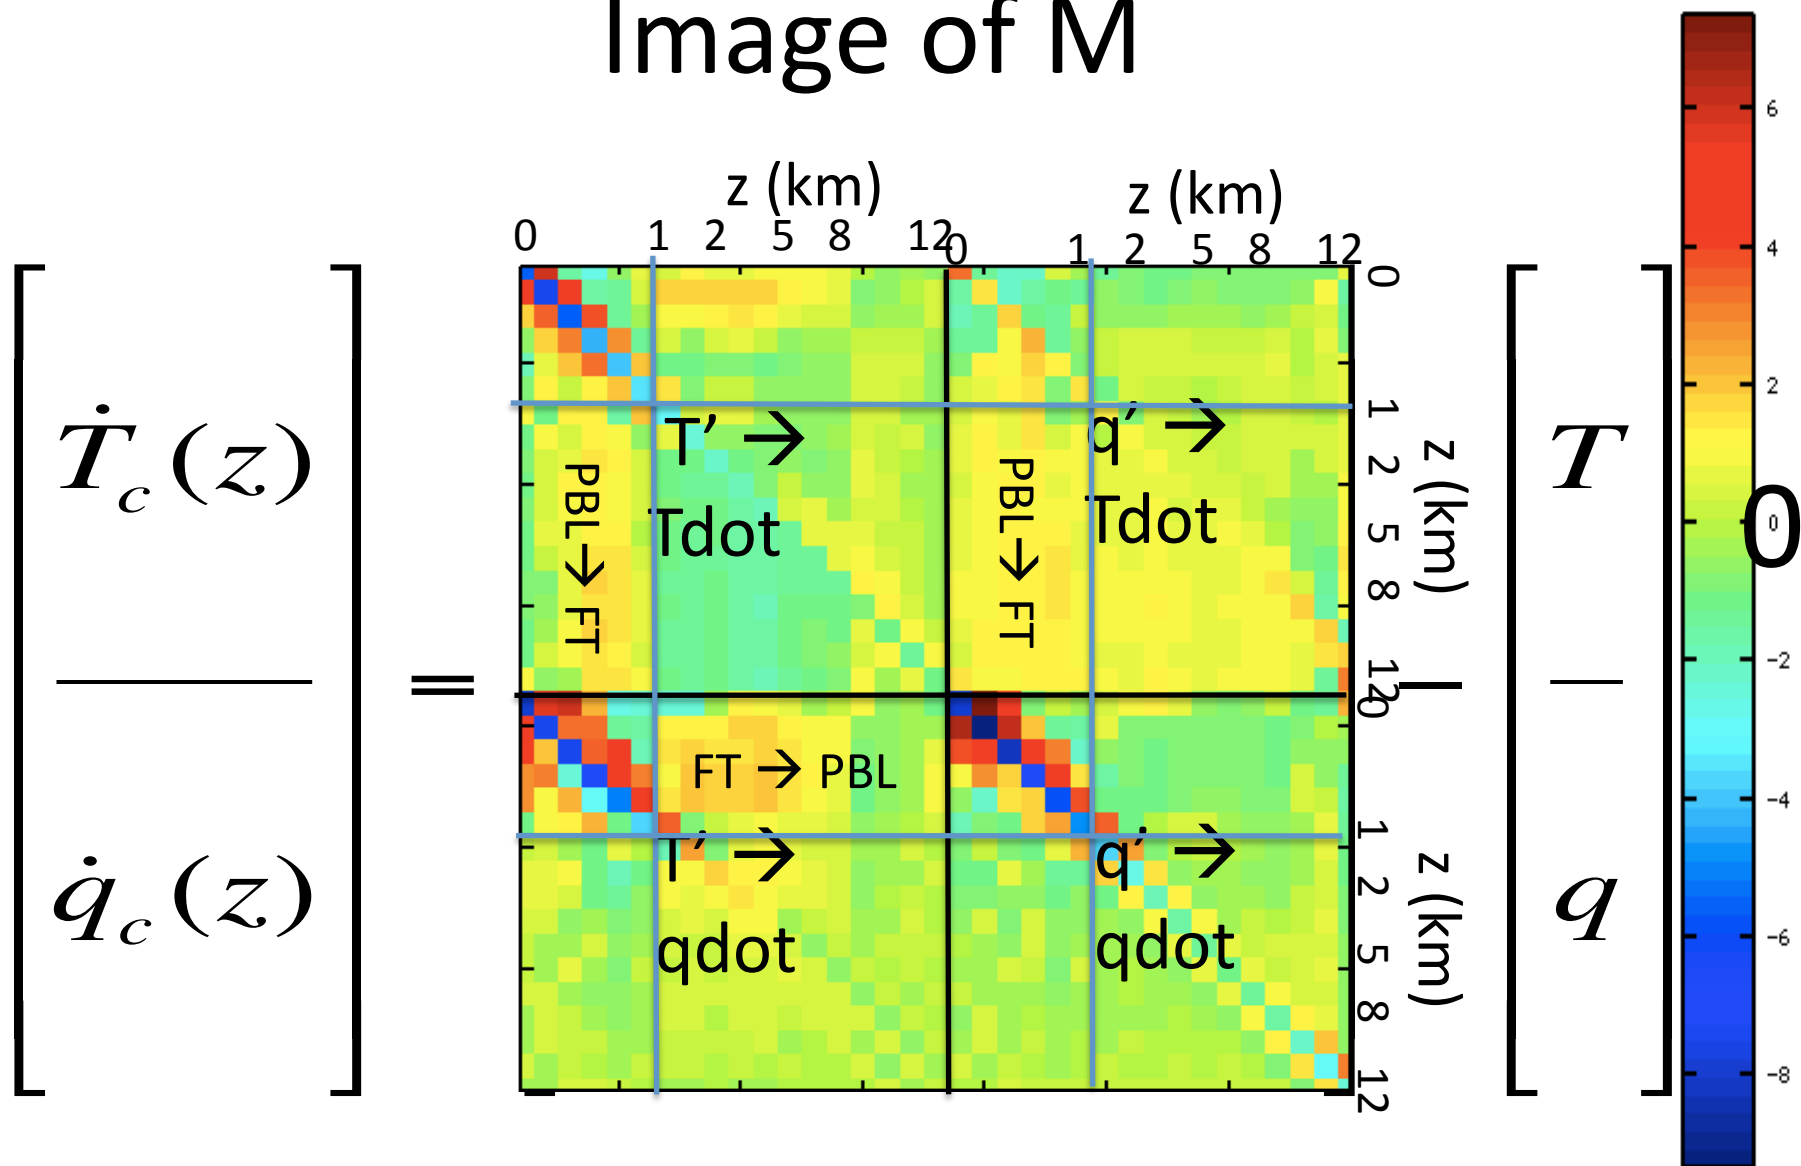 Image of M
z (km)
z (km)
0 1 2 5 8 12
0 1 2 5 8 12
Ṫc(z)
q̇c(z)
=
T’ →
Tdot
q’ →
Tdot
PBL→ FT
PBL→ FT
FT → PBL
T’ →
qdot
q’ →
qdot
0 1 2 5 8 12
z (km)
0 1 2 5 8 12
z (km)
T
q
6
4
2
0
0
-2
-4
-6
-8